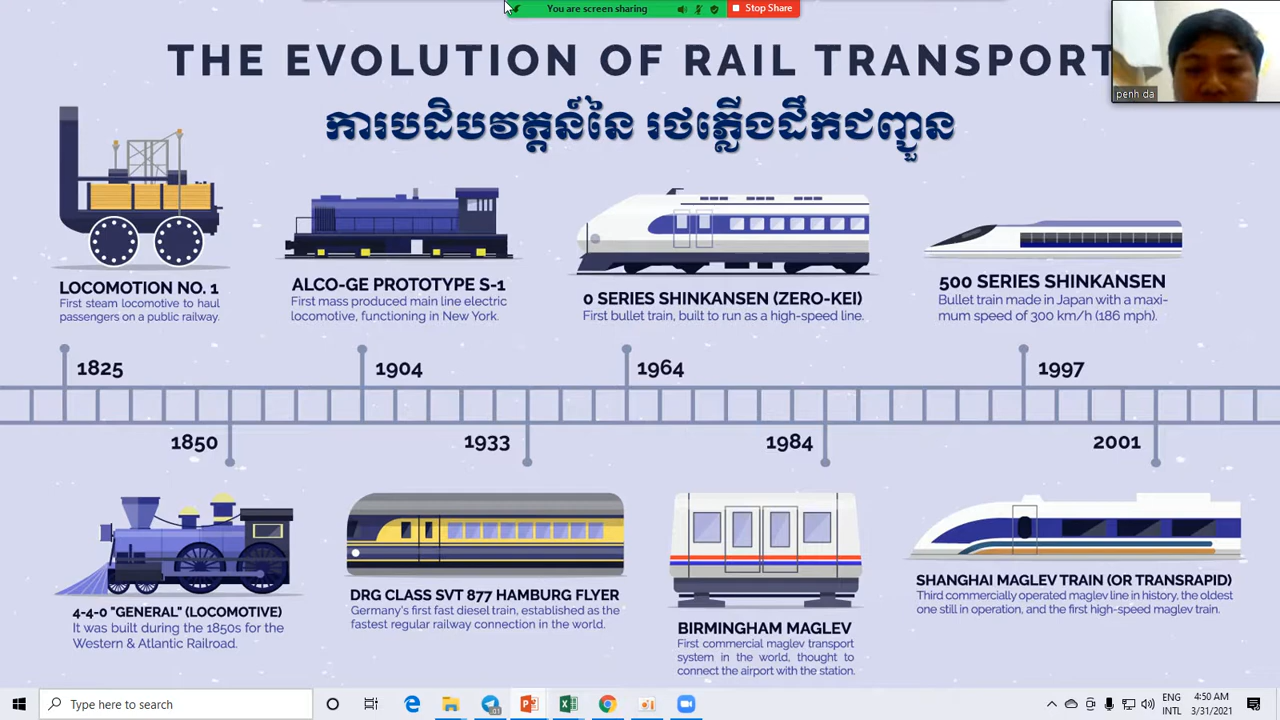 You are screen sharing
Stop Share
THE EVOLUTION OF RAIL TRANSPORT
ការបដិបវត្តន៍នៃ រថភ្លើងដឹកជញ្ជូន
penh da
LOCOMOTION NO. 1
First steam locomotive to haul
passengers on a public railway.
ALCO-GE PROTOTYPE S-1
First mass produced main line electric
locomotive, functioning in New York.
0 SERIES SHINKANSEN (ZERO-KEI)
First bullet train, built to run as a high-speed line.
500 SERIES SHINKANSEN
Bullet train made in Japan with a maxi-
mum speed of 300 km/h (186 mph).
1825
1904
1964
1997
1850
1933
1984
2001
4-4-0 "GENERAL" (LOCOMOTIVE)
It was built during the 1850s for the
Western & Atlantic Railroad.
DRG CLASS SVT 877 HAMBURG FLYER
Germany's first fast diesel train, established as the
fastest regular railway connection in the world.
BIRMINGHAM MAGLEV
First commercial maglev transport
system in the world, thought to
connect the airport with the station.
SHANGHAI MAGLEV TRAIN (OR TRANSRAPID)
Third commercially operated maglev line in history, the oldest
one still in operation, and the first high-speed maglev train.
Type here to search
ENG
INTL
4:50 AM
3/31/2021